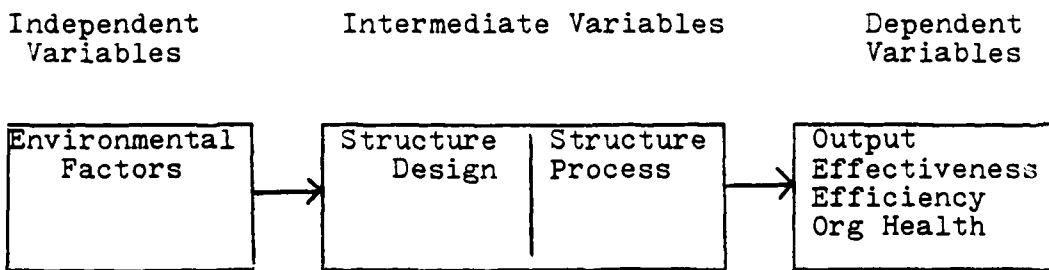 Independent Variables
Intermediate Variables
Dependent Variables
Environmental Factors
Structure Design
Structure Process
Output
Effectiveness
Efficiency
Org Health